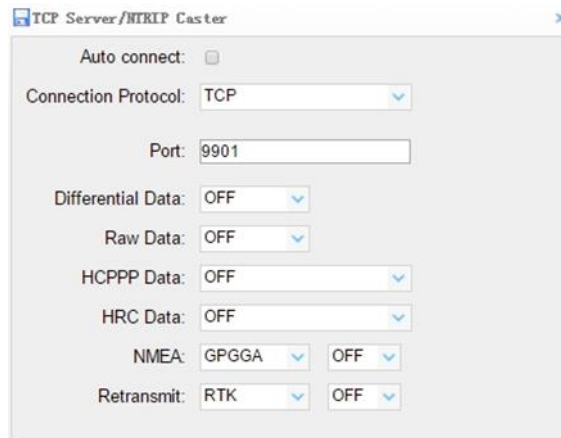 TCP Server/NTRIP Caster
Auto connect:
Connection Protocol: TCP
Port: 9901
Differential Data: OFF
Raw Data: OFF
HCPPP Data: OFF
HRC Data: OFF
NMEA: GPGGA OFF
Retransmit: RTK OFF